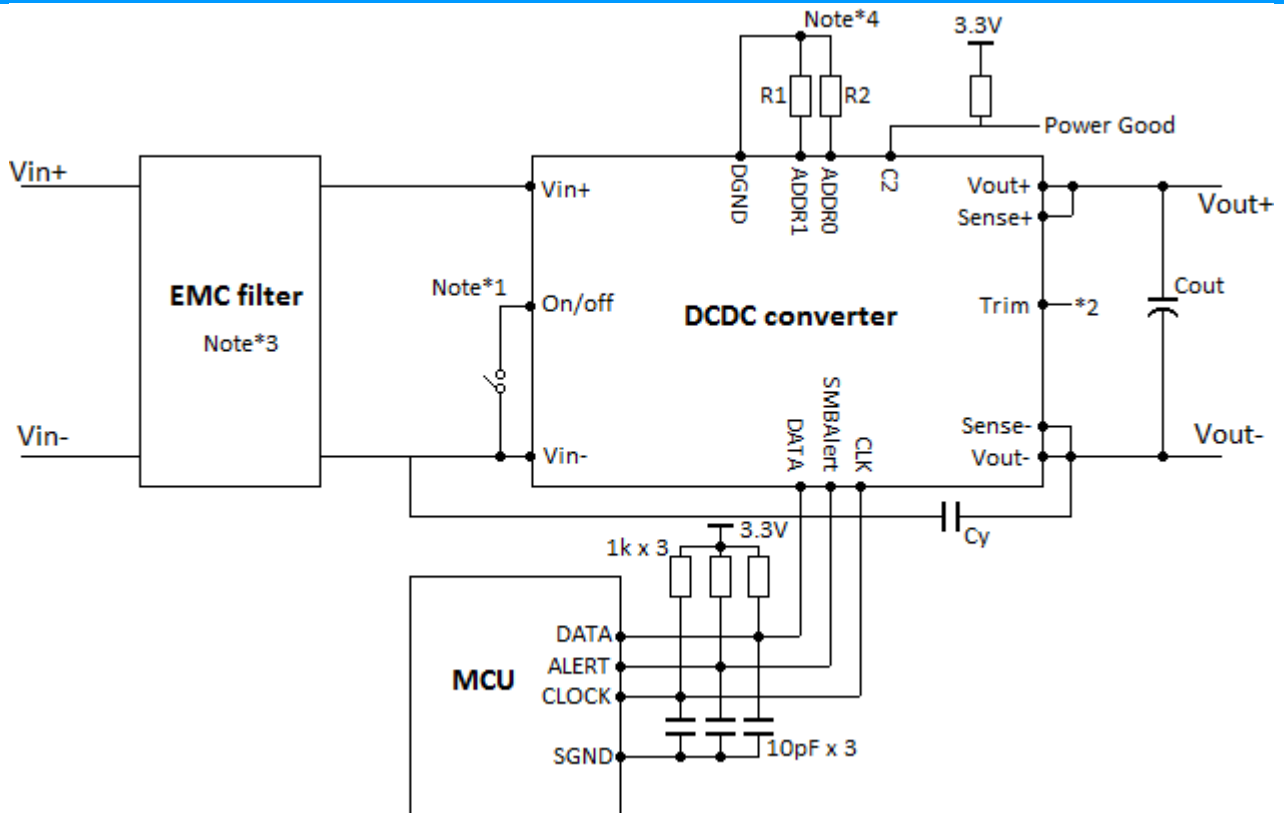 Note*4
3.3V
R1
R2
Power Good
Vin+
EMC filter
Note*3
Vin-
Note*1
Vin+
On/off
Vin-
DGND
ADDR1
ADDR0
C2
DCDC converter
Vout+
Sense+
Trim
*2
Sense-
Vout-
DATA
SMBAlert
CLK
Vout+
Cout
Vout-
Cy
3.3V
1k x 3
MCU
DATA
ALERT
CLOCK
SGND
10pF x 3